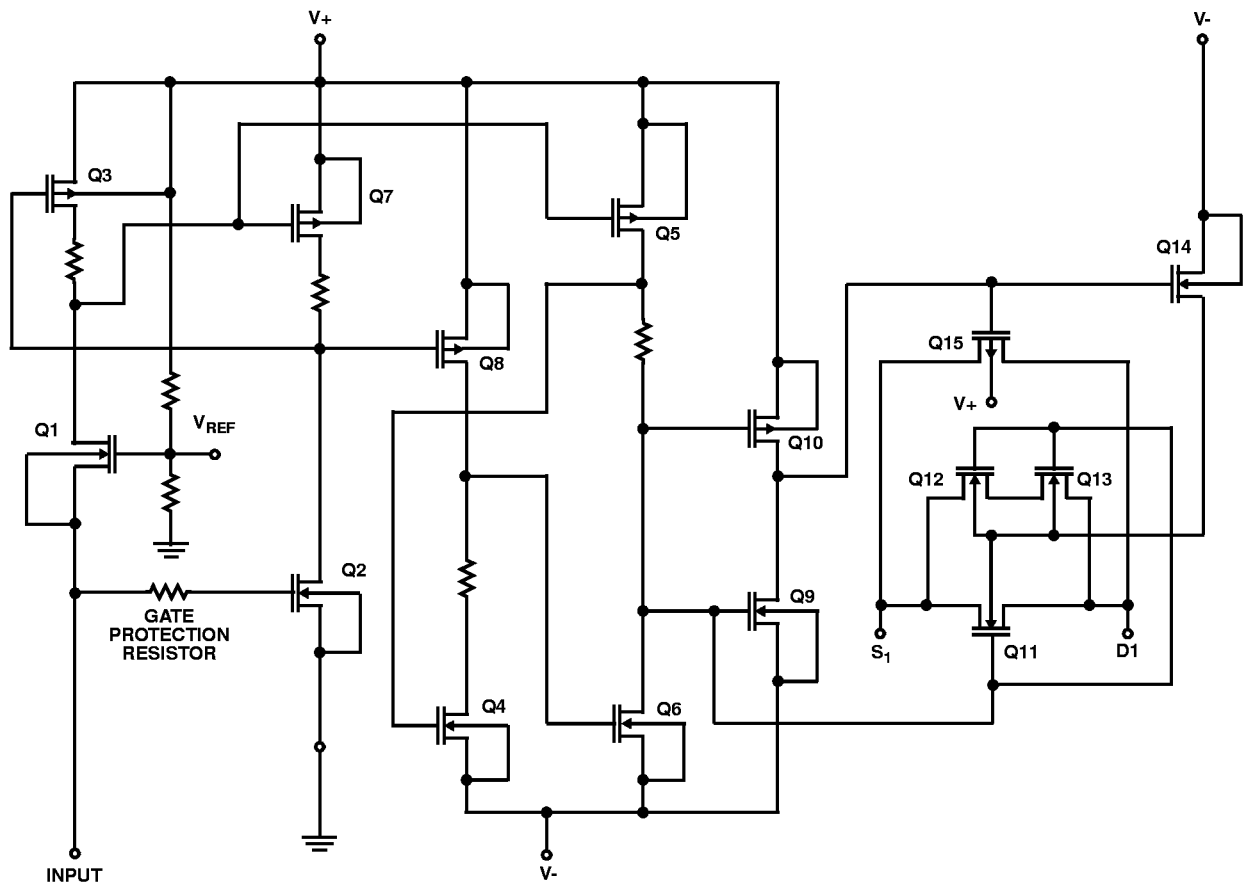 V+
V-
Q3
Q7
Q5
Q14
Q8
Q15
V+
VREF
Q1
Q10
Q12
Q13
Q2
Q9
GATE
PROTECTION
RESISTOR
S1
Q11
D1
Q4
Q6
INPUT
V-